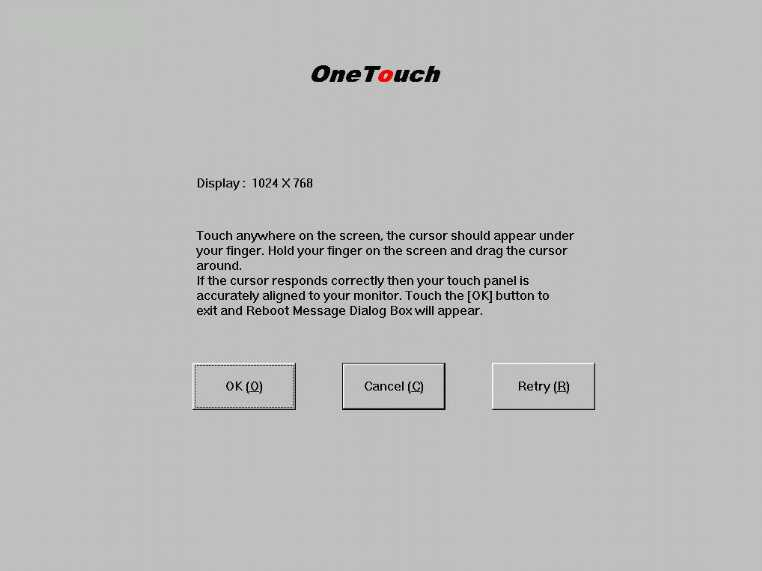 OneTouch
Display : 1024 X 768
Touch anywhere on the screen, the cursor should appear under
your finger. Hold your finger on the screen and drag the cursor
around.
If the cursor responds correctly then your touch panel is
accurately aligned to your monitor. Touch the [OK] button to
exit and Reboot Message Dialog Box will appear.
OK (O) Cancel (C) Retry (R)